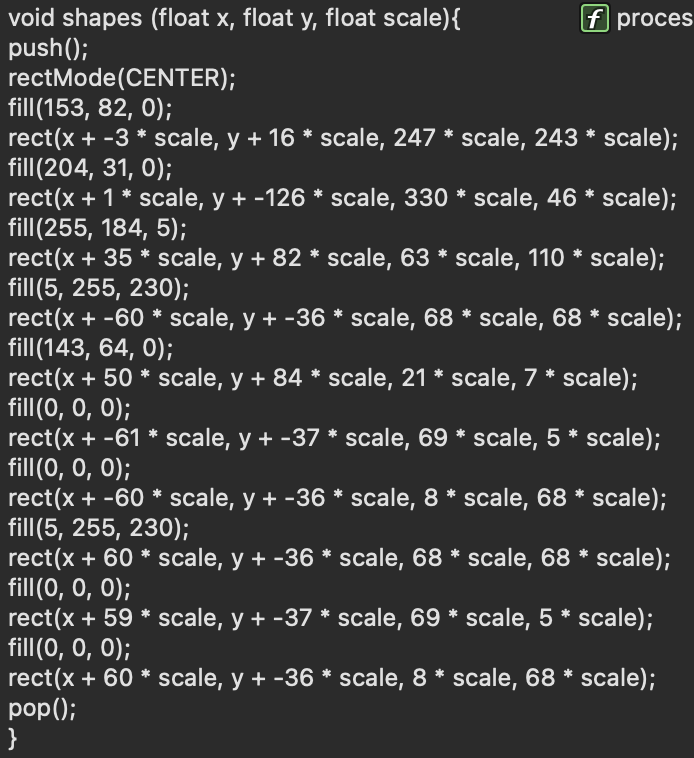 void shapes (float x, float y, float scale){
f proces
push();
rectMode(CENTER);
fill(153, 82, 0);
rect(x + -3 * scale, y + 16 * scale, 247 * scale, 243 * scale);
fill(204, 31, 0);
rect(x + 1 * scale, y + -126 * scale, 330 * scale, 46 * scale);
fill(255, 184, 5);
rect(x + 35 * scale, y + 82 * scale, 63 * scale, 110 * scale);
fill(5, 255, 230);
rect(x + -60 * scale, y + -36 * scale, 68 * scale, 68 * scale);
fill(143, 64, 0);
rect(x + 50 * scale, y + 84 * scale, 21 * scale, 7 * scale);
fill(0, 0, 0);
rect(x + -61 * scale, y + -37 * scale, 69 * scale, 5 * scale);
fill(0, 0, 0);
rect(x + -60 * scale, y + -36 * scale, 8 * scale, 68 * scale);
fill(5, 255, 230);
rect(x + 60 * scale, y + -36 * scale, 68 * scale, 68 * scale);
fill(0, 0, 0);
rect(x + 59 * scale, y + -37 * scale, 69 * scale, 5 * scale);
fill(0, 0, 0);
rect(x + 60 * scale, y + -36 * scale, 8 * scale, 68 * scale);
pop();
}